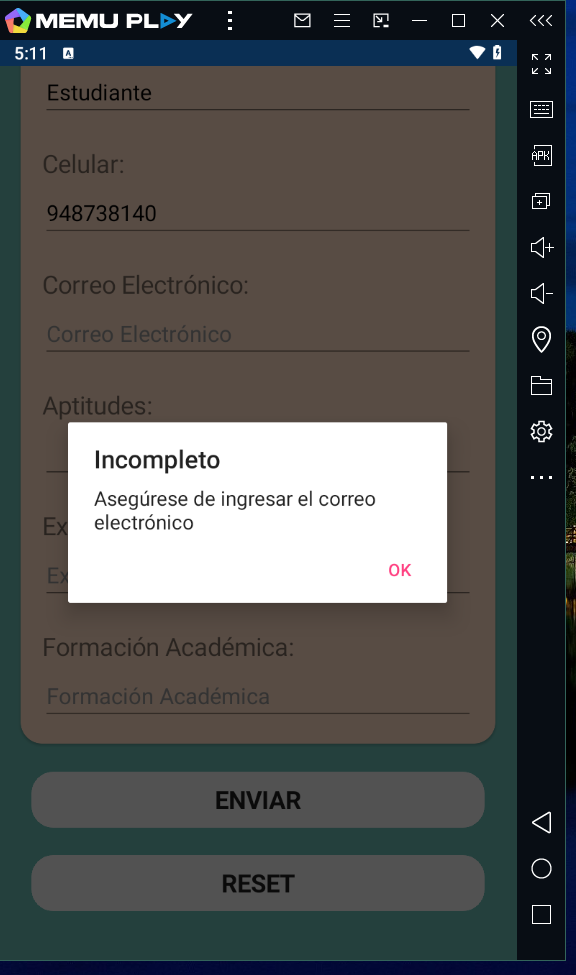 MEMU PLAY
5:11 A
Estudiante
Celular:
948738140
Correo Electrónico:
Correo Electrónico
Aptitudes:
Incompleto
Asegúrese de ingresar el correo
electrónico
OK
Ex
Ex
Formación Académica:
Formación Académica
ENVIAR
RESET
APK